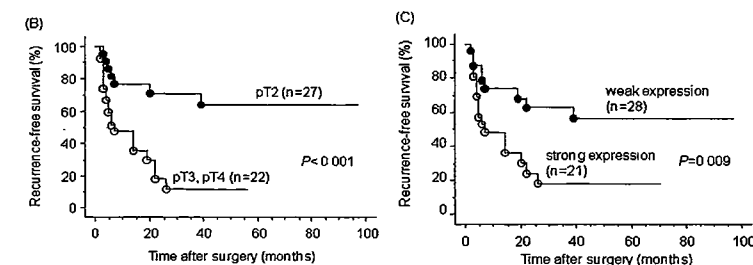 (B)
Recurrence-free survival (%)
100
80
60
40
20
0
pT2 (n=27)
P< 0 001
pT3, pT4 (n=22)
0 20 40 60 80 100
Time after surgery (months)
(C)
Recurrence-free survival (%)
100
80
60
40
20
0
weak expression
(n=28)
strong expression
(n=21)
P=0 009
0 20 40 60 80 100
Time after surgery (months)